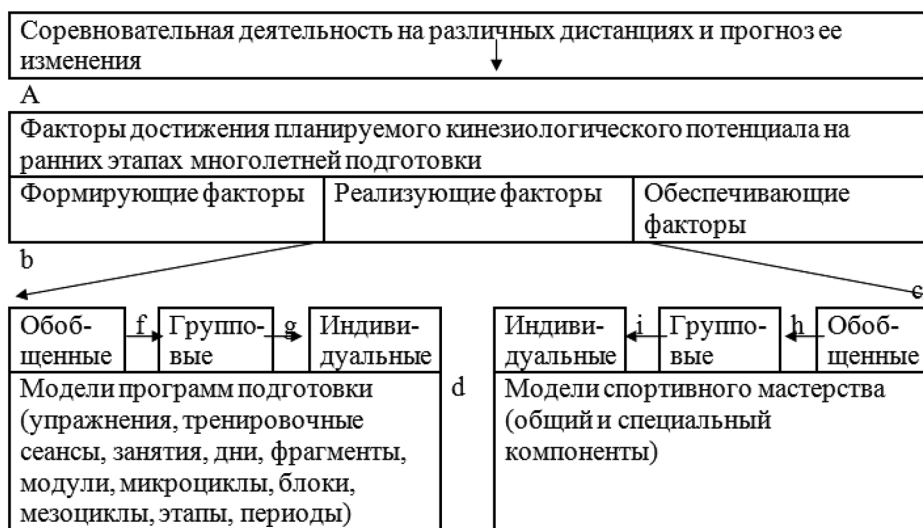 Соревновательная деятельность на различных дистанциях и прогноз ее
изменения
А
Факторы достижения планируемого кинезиологического потенциала на
ранних этапах многолетней подготовки
Формирующие факторы
Реализующие факторы
Обеспечивающие
факторы
b
c
Обоб-
щенные
f
Группо-
вые
g
Индиви-
дуальные
Модели программ подготовки
(упражнения, тренировочные
сеансы, занятия, дни, фрагменты,
модули, микроциклы, блоки,
мезоциклы, этапы, периоды)
d
Индиви-
дуальные
i
Группо-
вые
h
Обоб-
щенные
Модели спортивного мастерства
(общий и специальный
компоненты)